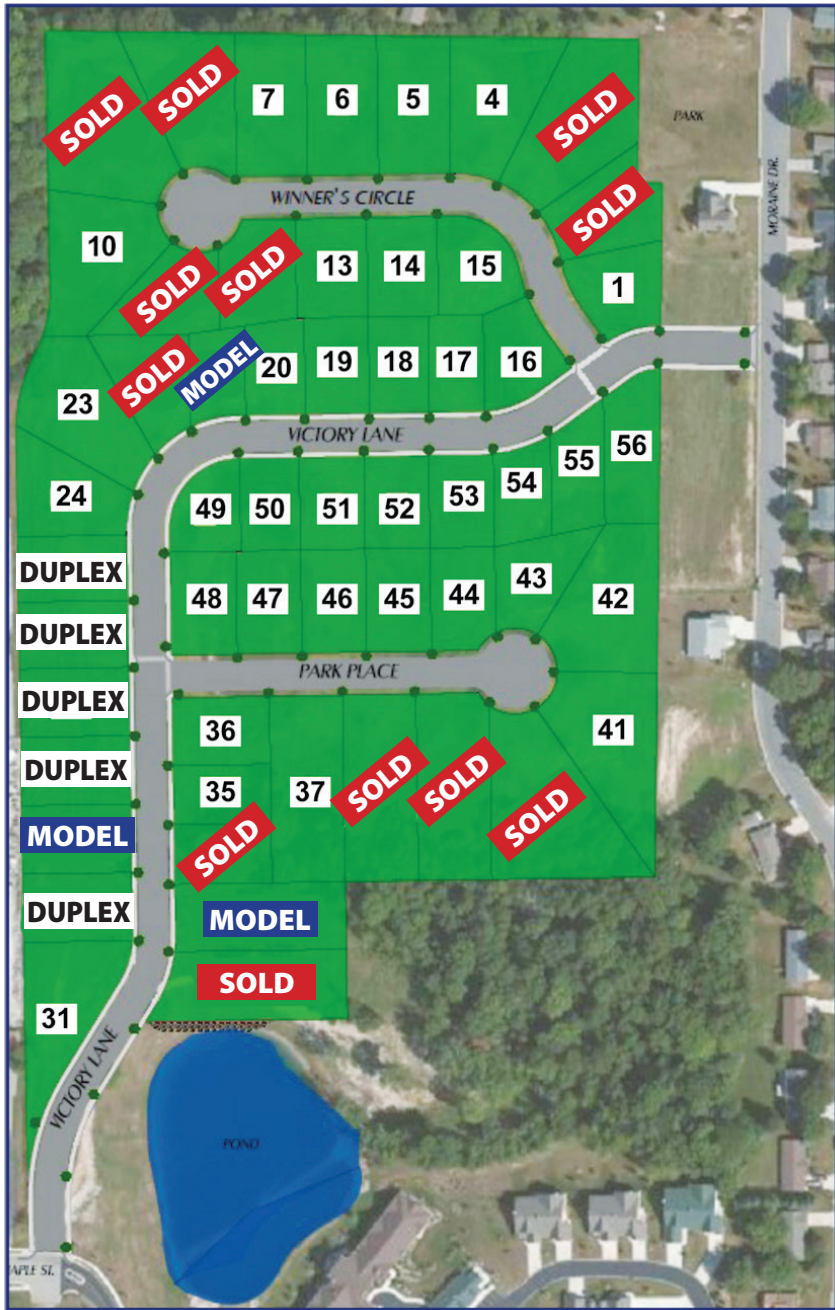 SOLD
SOLD
7
6
5
4
SOLD
PARK
MORAINE DR.
WINNER'S CIRCLE
SOLD
10
SOLD
SOLD
13
14
15
1
SOLD
MODEL
20
19
18
17
16
23
VICTORY LANE
24
49
50
51
52
53
54
55
56
DUPLEX
48
47
46
45
44
43
42
DUPLEX
PARK PLACE
DUPLEX
36
41
DUPLEX
35
37
SOLD
SOLD
SOLD
MODEL
SOLD
DUPLEX
MODEL
SOLD
31
VICTORY LANE
POND